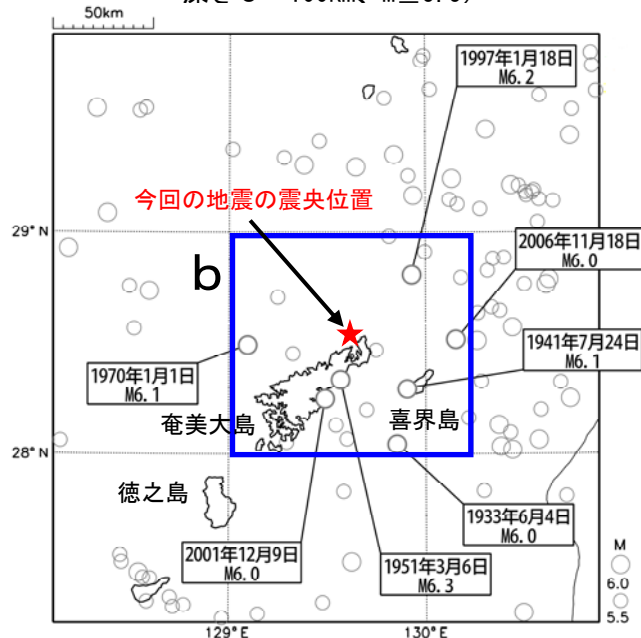 50km
1997年1月18日
M6.2
今回の地震の震央位置
29°N
b
2006年11月18日
M6.0
1941年7月24日
M6.1
1970年1月1日
M6.1
奄美大島
喜界島
28°N
徳之島
1933年6月4日
M6.0
2001年12月9日
M6.0
1951年3月6日
M6.3
M
6.0
5.5
129°E
130°E